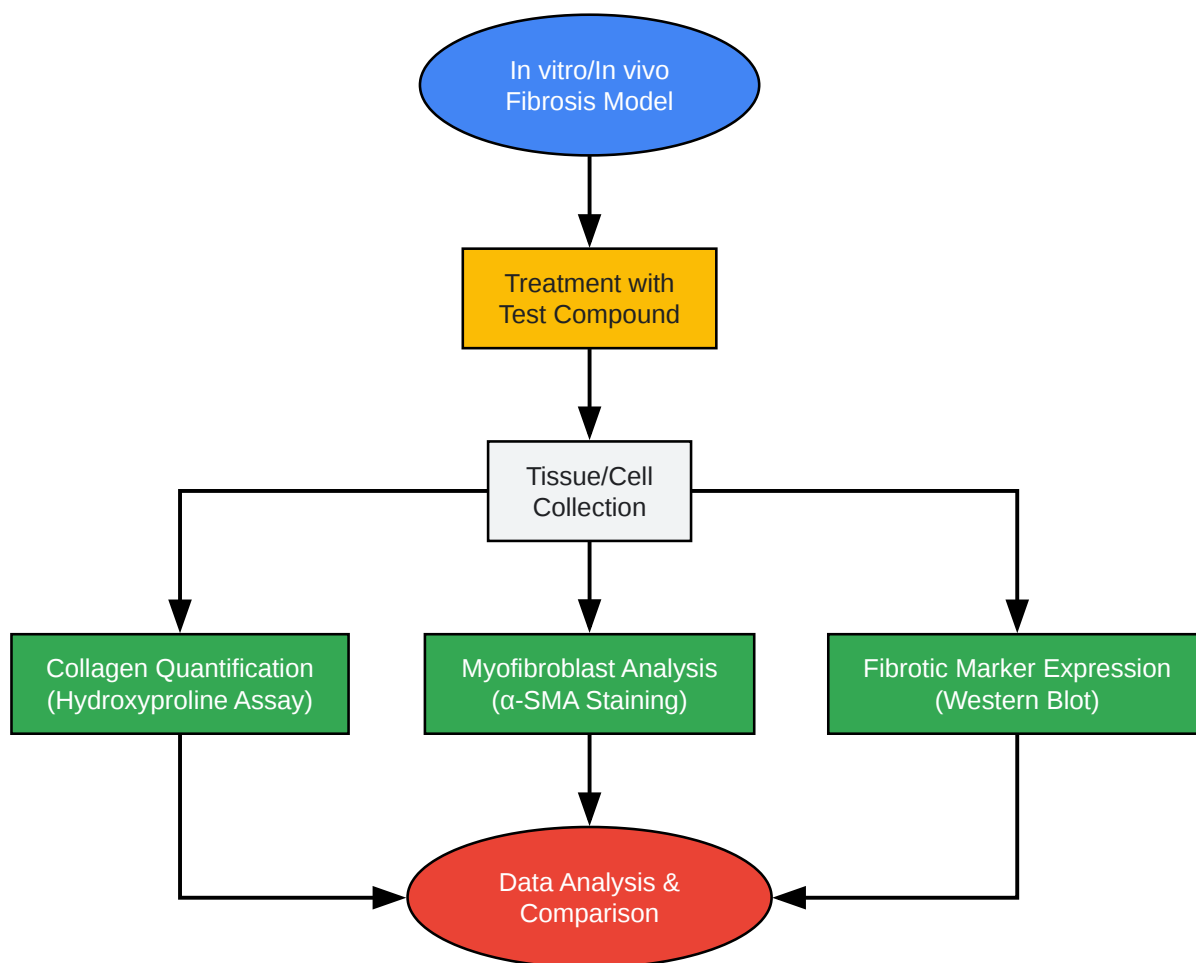 In vitro/In vivo
Fibrosis Model
Treatment with
Test Compound
Tissue/Cell
Collection
Collagen Quantification
(Hydroxyproline Assay)
Myofibroblast Analysis
(α-SMA Staining)
Fibrotic Marker Expression
(Western Blot)
Data Analysis &
Comparison